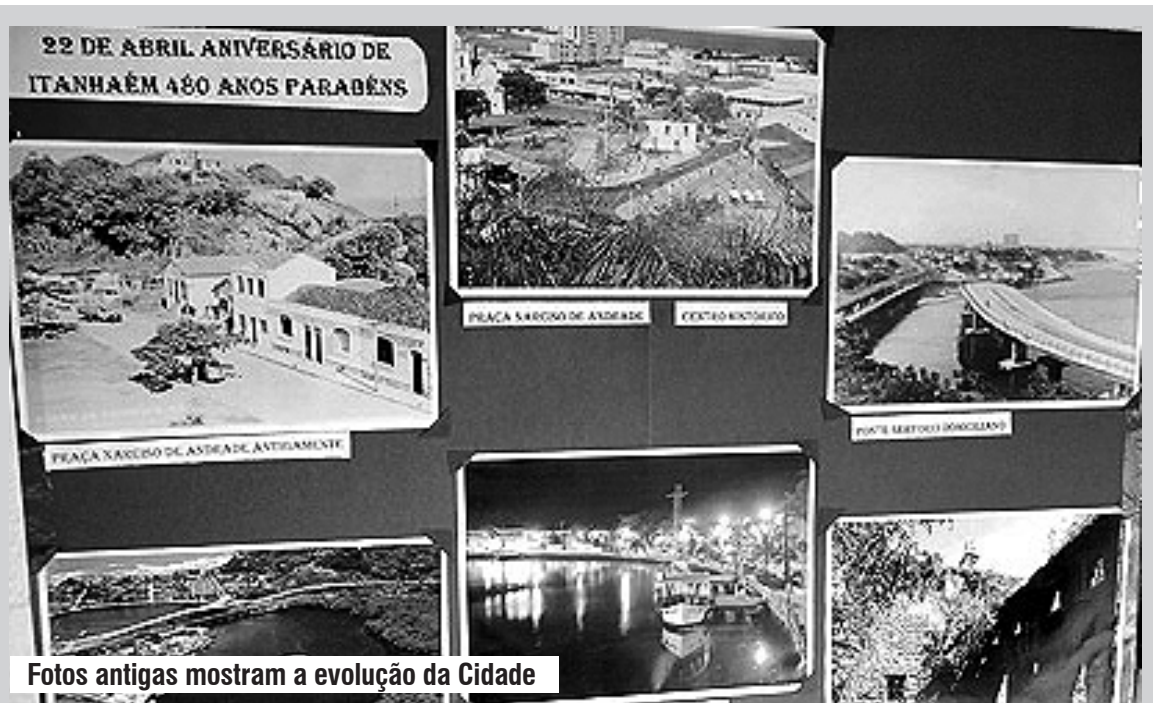 22 DE ABRIL ANIVERSÁRIO DE
ITANHAÉM 480 ANOS PARABÉNS
PRAÇA NARCISO DE ANDRADE
CENTRO HISTÓRICO
PRAÇA NARCISO DE ANDRADE ANTIGAMENTE
PONTE
Fotos antigas mostram a evolução da Cidade